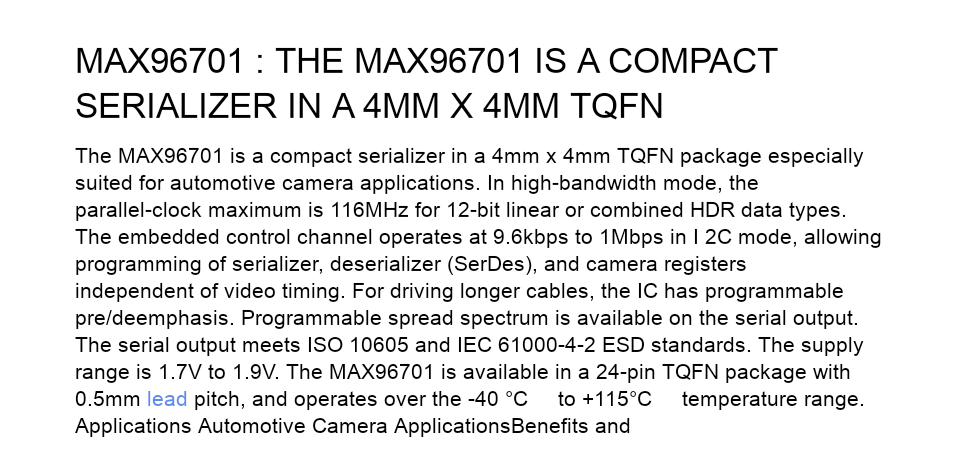 MAX96701 : THE MAX96701 IS A COMPACT
SERIALIZER IN A 4MM X 4MM TQFN
The MAX96701 is a compact serializer in a 4mm x 4mm TQFN package especially
suited for automotive camera applications. In high-bandwidth mode, the
parallel-clock maximum is 116MHz for 12-bit linear or combined HDR data types.
The embedded control channel operates at 9.6kbps to 1Mbps in I 2C mode, allowing
programming of serializer, deserializer (SerDes), and camera registers
independent of video timing. For driving longer cables, the IC has programmable
pre/deemphasis. Programmable spread spectrum is available on the serial output.
The serial output meets ISO 10605 and IEC 61000-4-2 ESD standards. The supply
range is 1.7V to 1.9V. The MAX96701 is available in a 24-pin TQFN package with
0.5mm lead pitch, and operates over the -40 °C to +115°C temperature range.
Applications Automotive Camera ApplicationsBenefits and